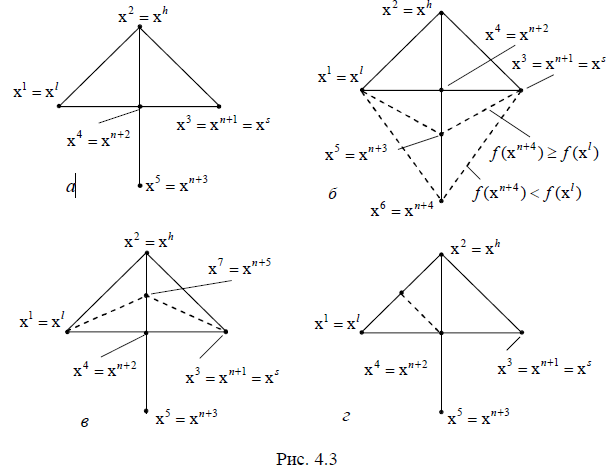 x² = xʰ
x¹ = xˡ
x³ = xⁿ⁺¹ = xˢ
x⁴ = xⁿ⁺²
x⁵ = xⁿ⁺³
а
x² = xʰ
x⁴ = xⁿ⁺²
x¹ = xˡ
x³ = xⁿ⁺¹ = xˢ
x⁵ = xⁿ⁺³
f(xⁿ⁺⁴) ≥ f(xˡ)
f(xⁿ⁺⁴) < f(xˡ)
x⁶ = xⁿ⁺⁴
б
x² = xʰ
x⁷ = xⁿ⁺⁵
x¹ = xˡ
x⁴ = xⁿ⁺²
x³ = xⁿ⁺¹ = xˢ
x⁵ = xⁿ⁺³
в
x² = xʰ
x¹ = xˡ
x⁴ = xⁿ⁺²
x³ = xⁿ⁺¹ = xˢ
x⁵ = xⁿ⁺³
г
Рис. 4.3